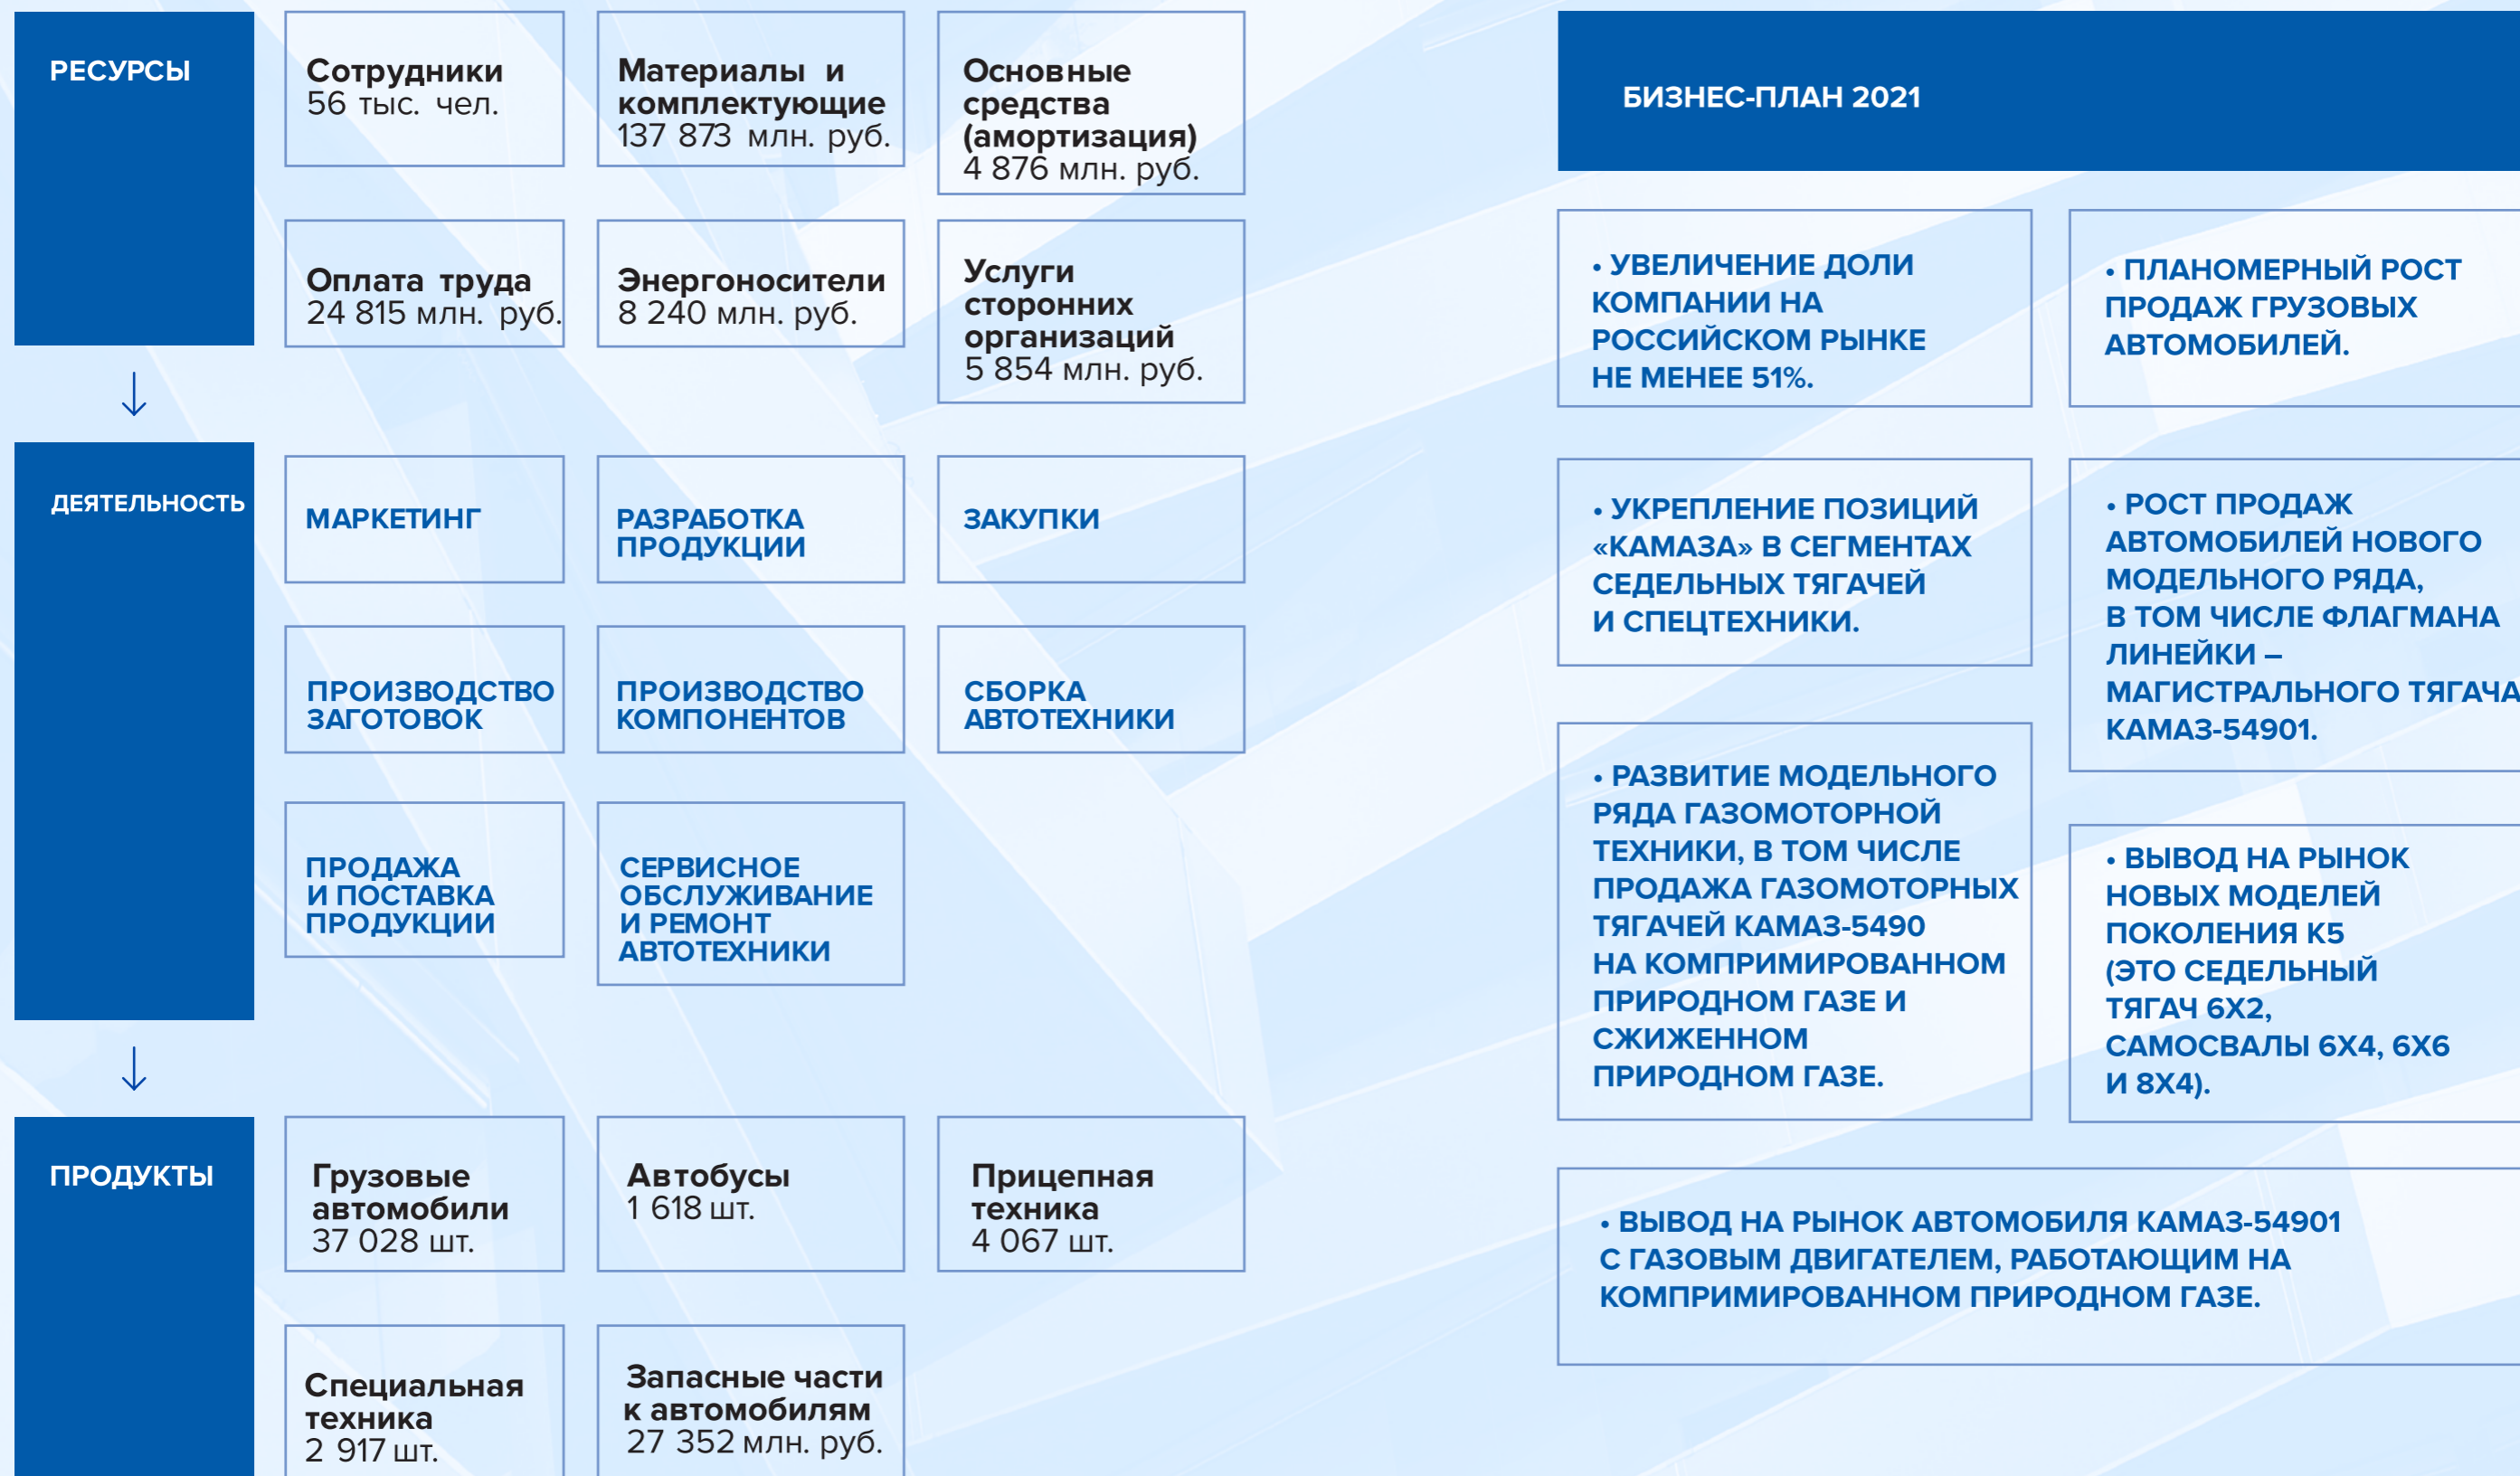 РЕСУРСЫ
Сотрудники
56 тыс. чел.
Материалы и
комплектующие
137 873 млн. руб.
Основные
средства
(амортизация)
4 876 млн. руб.
Оплата труда
24 815 млн. руб.
Энергоносители
8 240 млн. руб.
Услуги
сторонних
организаций
5 854 млн. руб.
ДЕЯТЕЛЬНОСТЬ
МАРКЕТИНГ
РАЗРАБОТКА
ПРОДУКЦИИ
ЗАКУПКИ
ПРОИЗВОДСТВО
ЗАГОТОВОК
ПРОИЗВОДСТВО
КОМПОНЕНТОВ
СБОРКА
АВТОТЕХНИКИ
ПРОДАЖА
И ПОСТАВКА
ПРОДУКЦИИ
СЕРВИСНОЕ
ОБСЛУЖИВАНИЕ
И РЕМОНТ
АВТОТЕХНИКИ
ПРОДУКТЫ
Грузовые
автомобили
37 028 шт.
Автобусы
1 618 шт.
Прицепная
техника
4 067 шт.
Специальная
техника
2 917 шт.
Запасные части
к автомобилям
27 352 млн. руб.
БИЗНЕС-ПЛАН 2021
• УВЕЛИЧЕНИЕ ДОЛИ
КОМПАНИИ НА
РОССИЙСКОМ РЫНКЕ
НЕ МЕНЕЕ 51%.
• ПЛАНОМЕРНЫЙ РОСТ
ПРОДАЖ ГРУЗОВЫХ
АВТОМОБИЛЕЙ.
• УКРЕПЛЕНИЕ ПОЗИЦИЙ
«КАМАЗА» В СЕГМЕНТАХ
СЕДЕЛЬНЫХ ТЯГАЧЕЙ
И СПЕЦТЕХНИКИ.
• РОСТ ПРОДАЖ
АВТОМОБИЛЕЙ НОВОГО
МОДЕЛЬНОГО РЯДА,
В ТОМ ЧИСЛЕ ФЛАГМАНА
ЛИНЕЙКИ –
МАГИСТРАЛЬНОГО ТЯГАЧА
КАМАЗ-54901.
• РАЗВИТИЕ МОДЕЛЬНОГО
РЯДА ГАЗОМОТОРНОЙ
ТЕХНИКИ, В ТОМ ЧИСЛЕ
ПРОДАЖА ГАЗОМОТОРНЫХ
ТЯГАЧЕЙ КАМАЗ-5490
НА КОМПРИМИРОВАННОМ
ПРИРОДНОМ ГАЗЕ И
СЖИЖЕННОМ
ПРИРОДНОМ ГАЗЕ.
• ВЫВОД НА РЫНОК
НОВЫХ МОДЕЛЕЙ
ПОКОЛЕНИЯ К5
(ЭТО СЕДЕЛЬНЫЙ
ТЯГАЧ 6Х2,
САМОСВАЛЫ 6Х4, 6Х6
И 8Х4).
• ВЫВОД НА РЫНОК АВТОМОБИЛЯ КАМАЗ-54901
С ГАЗОВЫМ ДВИГАТЕЛЕМ, РАБОТАЮЩИМ НА
КОМПРИМИРОВАННОМ ПРИРОДНОМ ГАЗЕ.